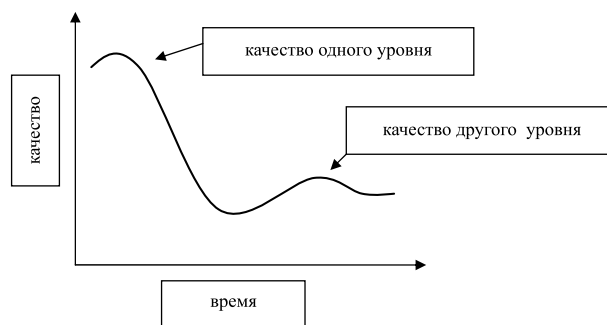 качество одного уровня
качество другого уровня
качество
время